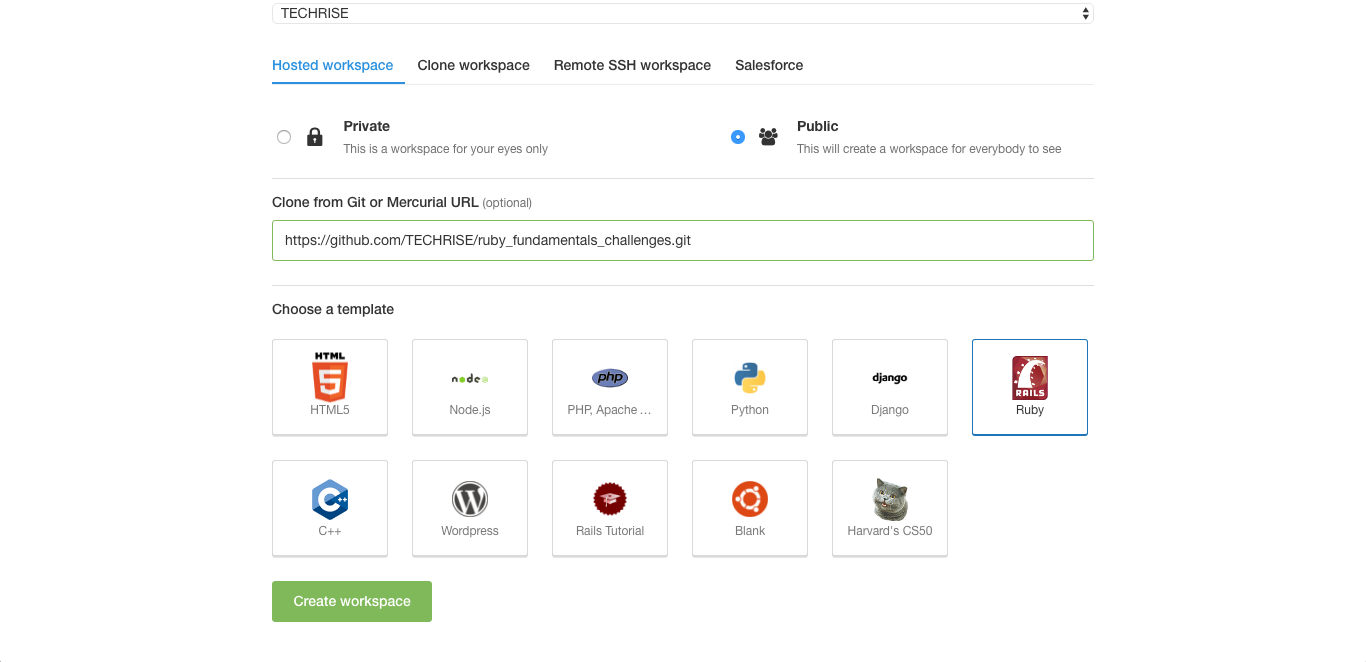 TECHRISE
Hosted workspace Clone workspace Remote SSH workspace Salesforce
Private
This is a workspace for your eyes only
Public
This will create a workspace for everybody to see
Clone from Git or Mercurial URL (optional)
https://github.com/TECHRISE/ruby_fundamentals_challenges.git
Choose a template
HTML
5
HTML5
node
Node.js
php
PHP, Apache ...
Python
django
Django
RAILS
Ruby
C++
C++
W
Wordpress
Rails Tutorial
Blank
Harvard's CS50
Create workspace